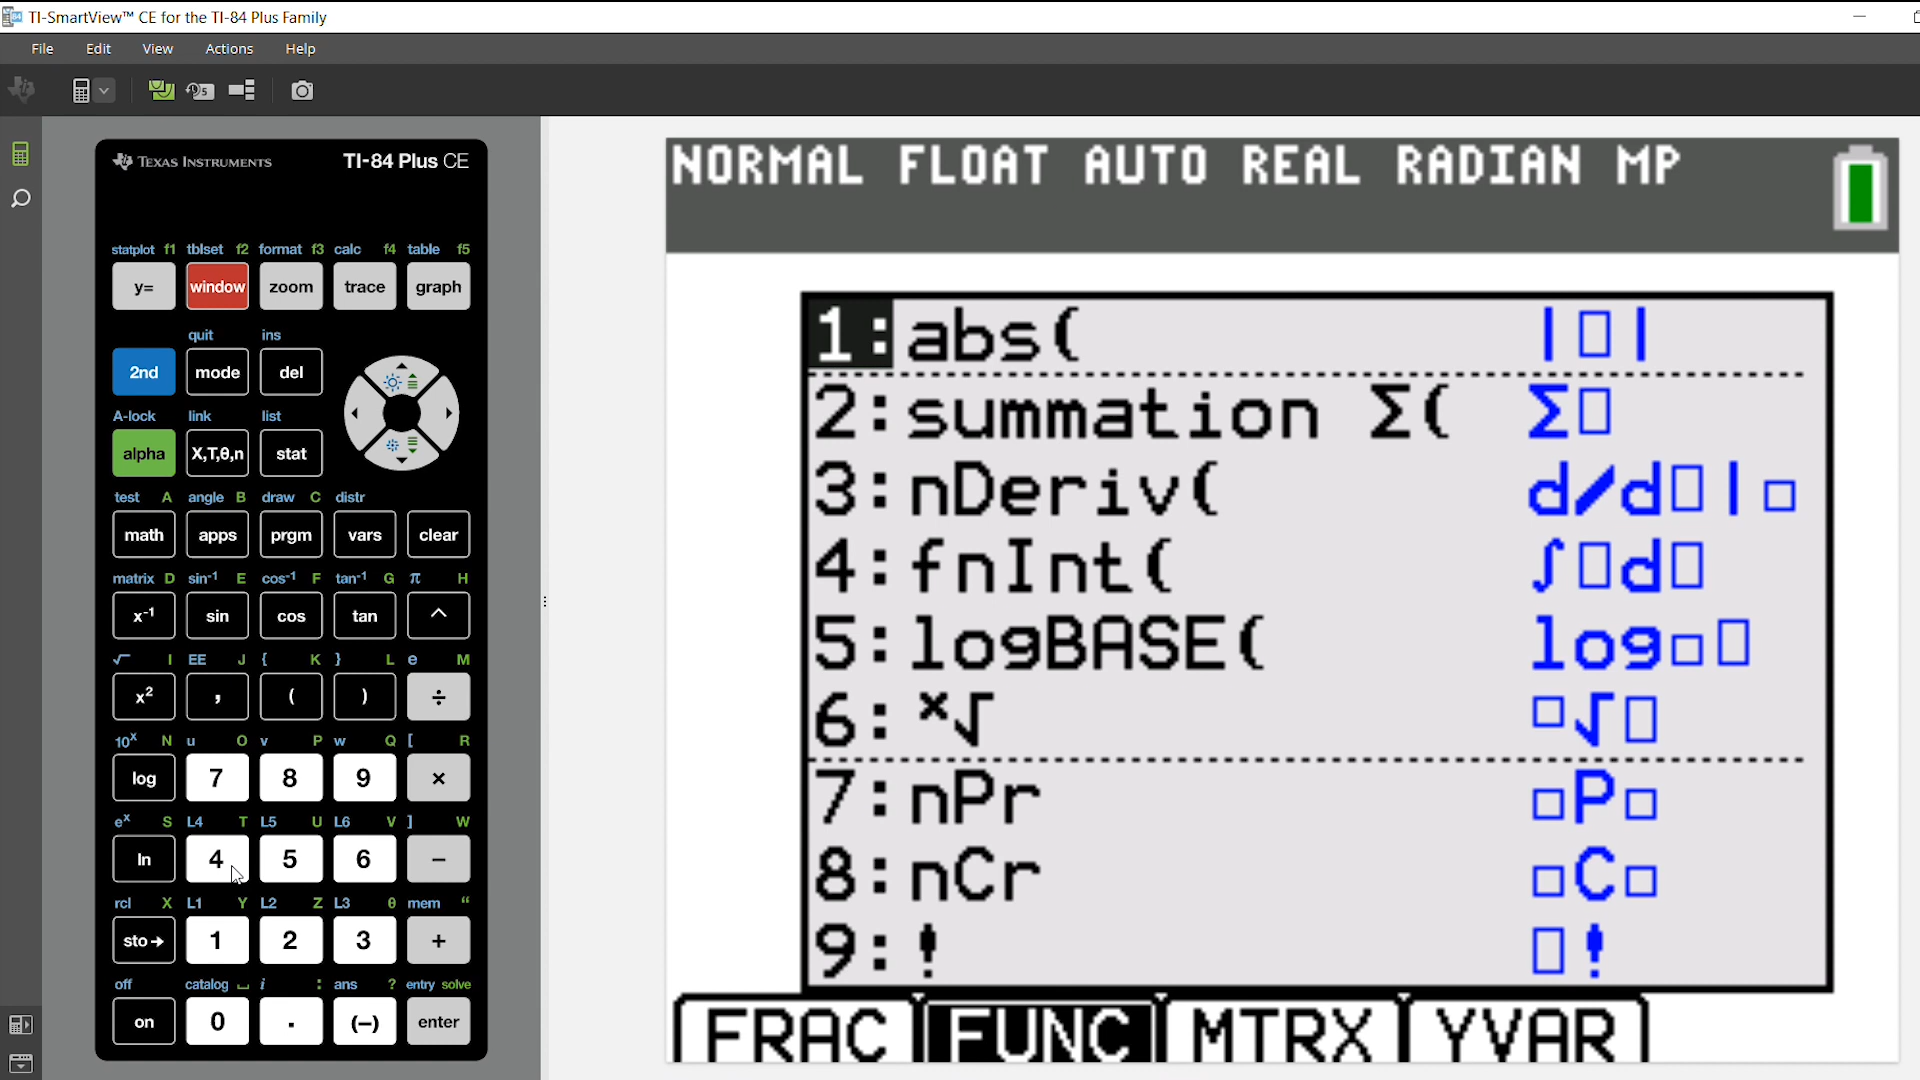 TI-SmartView™ CE for the TI-84 Plus Family
File Edit View Actions Help
TEXAS INSTRUMENTS TI-84 Plus CE
statplot f1 tblset f2 format f3 calc f4 table f5
y= window zoom trace graph
quit ins
2nd mode del
A-lock link list
alpha X,T,θ,n stat
test A angle B draw C distr
math apps prgm vars clear
matrix D sin⁻¹ E cos⁻¹ F tan⁻¹ G π H
x⁻¹ sin cos tan ^
√ I EE J { K } L e M
x² , ( ) ÷
10ˣ N u O v P w Q [ R
log 7 8 9 ×
eˣ S L4 T L5 U L6 V ] W
ln 4 5 6 −
rcl X L1 Y L2 Z L3 θ mem “
sto→ 1 2 3 +
off catalog ⎵ i : ans ? entry solve
on 0 . (–) enter
NORMAL FLOAT AUTO REAL RADIAN MP
1:abs( |□|
2:summation Σ( Σ□
3:nDeriv( d/d□|□
4:fnInt( ∫□d□
5:logBASE( log□□
6:ˣ√ □√□
7:nPr □P□
8:nCr □C□
9:! □!
FRAC FUNC MTRX YVAR